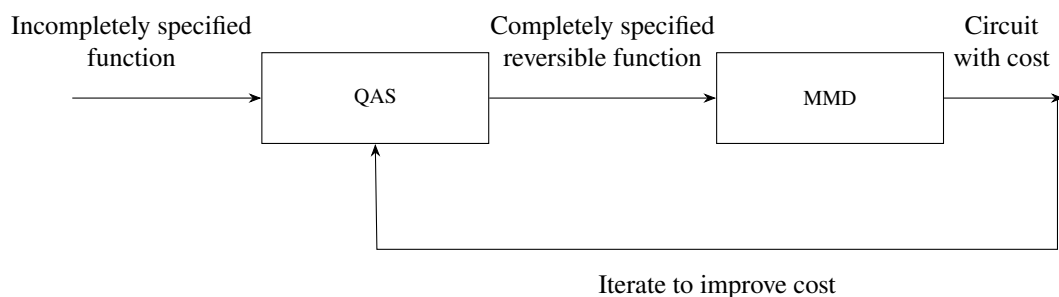 Incompletely specified
function
Completely specified
reversible function
Circuit
with cost
QAS
MMD
Iterate to improve cost